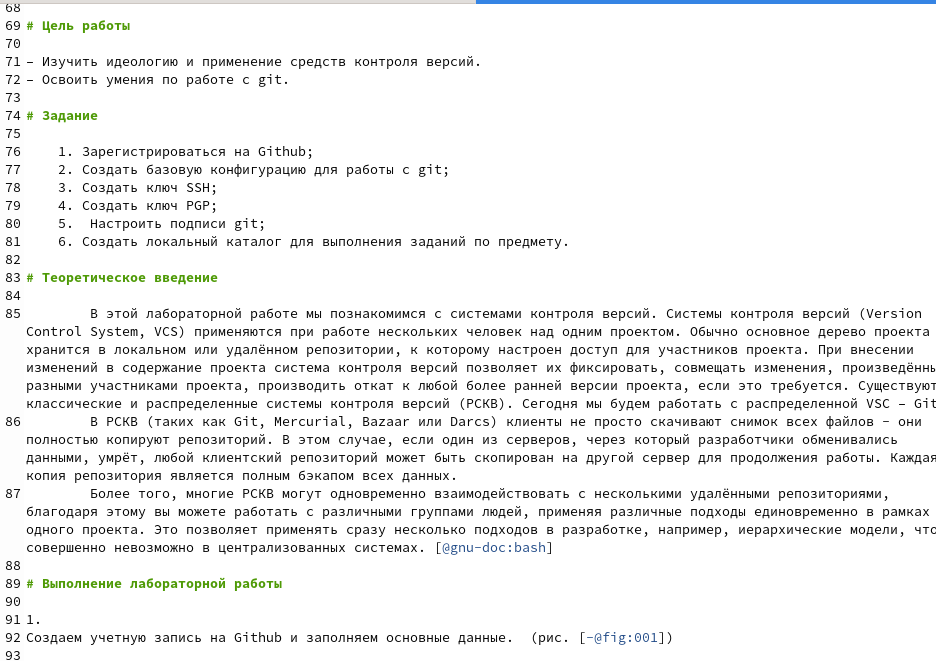 68
69 # Цель работы
70
71 – Изучить идеологию и применение средств контроля версий.
72 – Освоить умения по работе с git.
73
74 # Задание
75
76     1. Зарегистрироваться на Github;
77     2. Создать базовую конфигурацию для работы с git;
78     3. Создать ключ SSH;
79     4. Создать ключ PGP;
80     5.  Настроить подписи git;
81     6. Создать локальный каталог для выполнения заданий по предмету.
82
83 # Теоретическое введение
84
85         В этой лабораторной работе мы познакомимся с системами контроля версий. Системы контроля версий (Version
Control System, VCS) применяются при работе нескольких человек над одним проектом. Обычно основное дерево проекта
хранится в локальном или удалённом репозитории, к которому настроен доступ для участников проекта. При внесении
изменений в содержание проекта система контроля версий позволяет их фиксировать, совмещать изменения, произведённы
разными участниками проекта, производить откат к любой более ранней версии проекта, если это требуется. Существуют
классические и распределенные системы контроля версий (РСКВ). Сегодня мы будем работать с распределенной VSC – Git
86         В РСКВ (таких как Git, Mercurial, Bazaar или Darcs) клиенты не просто скачивают снимок всех файлов – они
полностью копируют репозиторий. В этом случае, если один из серверов, через который разработчики обменивались
данными, умрёт, любой клиентский репозиторий может быть скопирован на другой сервер для продолжения работы. Каждая
копия репозитория является полным бэкапом всех данных.
87         Более того, многие РСКВ могут одновременно взаимодействовать с несколькими удалёнными репозиториями,
благодаря этому вы можете работать с различными группами людей, применяя различные подходы единовременно в рамках
одного проекта. Это позволяет применять сразу несколько подходов в разработке, например, иерархические модели, что
совершенно невозможно в централизованных системах. [@gnu-doc:bash]
88
89 # Выполнение лабораторной работы
90
91 1.
92 Создаем учетную запись на Github и заполняем основные данные.  (рис. [-@fig:001])
93